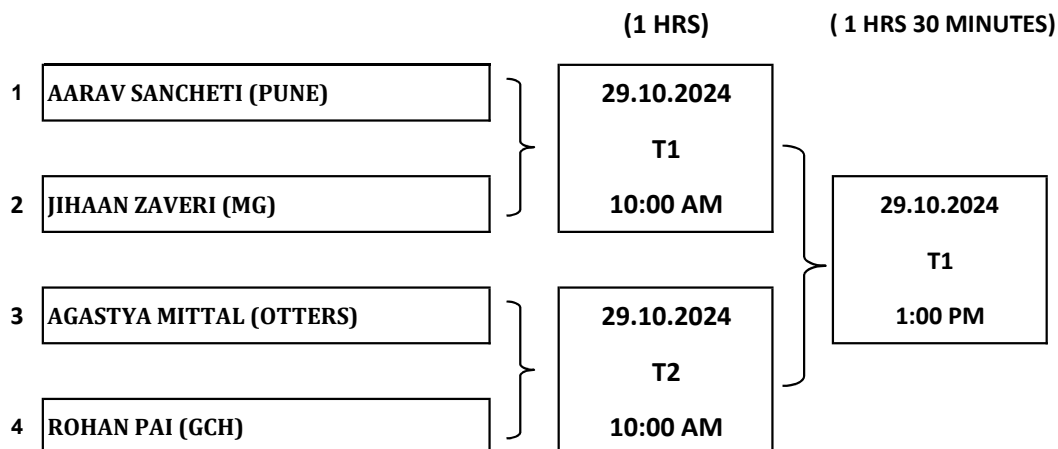 (1 HRS) ( 1 HRS 30 MINUTES)
1 AARAV SANCHETI (PUNE) 29.10.2024
T1
2 JIHAAN ZAVERI (MG) 10:00 AM 29.10.2024
T1
3 AGASTYA MITTAL (OTTERS) 29.10.2024 1:00 PM
T2
4 ROHAN PAI (GCH) 10:00 AM